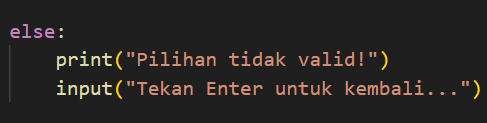 else:
    print("Pilihan tidak valid!")
    input("Tekan Enter untuk kembali...")